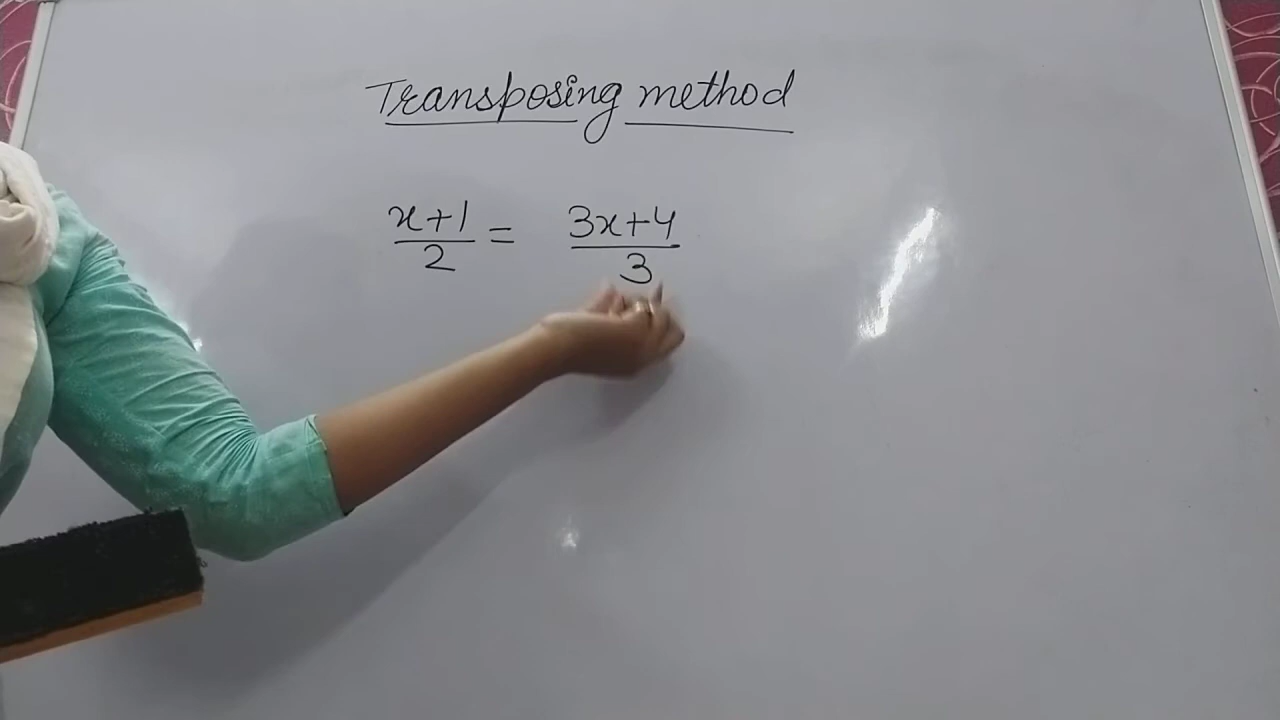 Transposing method
x+1/2 = 3x+4/3